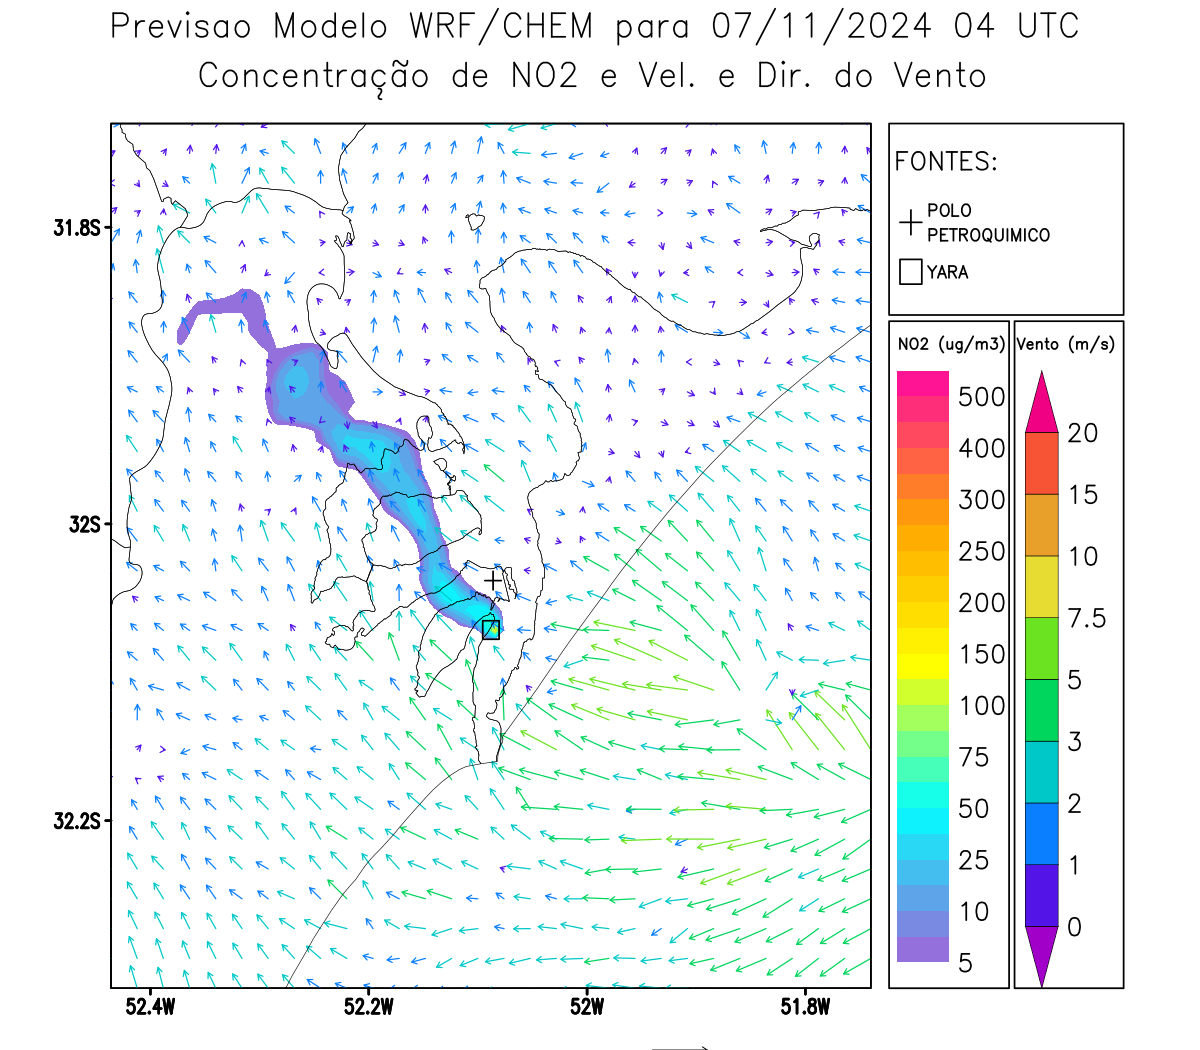 Previsao Modelo WRF/CHEM para 07/11/2024 04 UTC
Concentração de NO2 e Vel. e Dir. do Vento
FONTES:
POLO
PETROQUIMICO
YARA
NO2 (ug/m3)
500
400
300
250
200
150
100
75
50
25
10
5
Vento (m/s)
20
15
10
7.5
5
3
2
1
0
31.8S
32S
32.2S
52.4W
52.2W
52W
51.8W